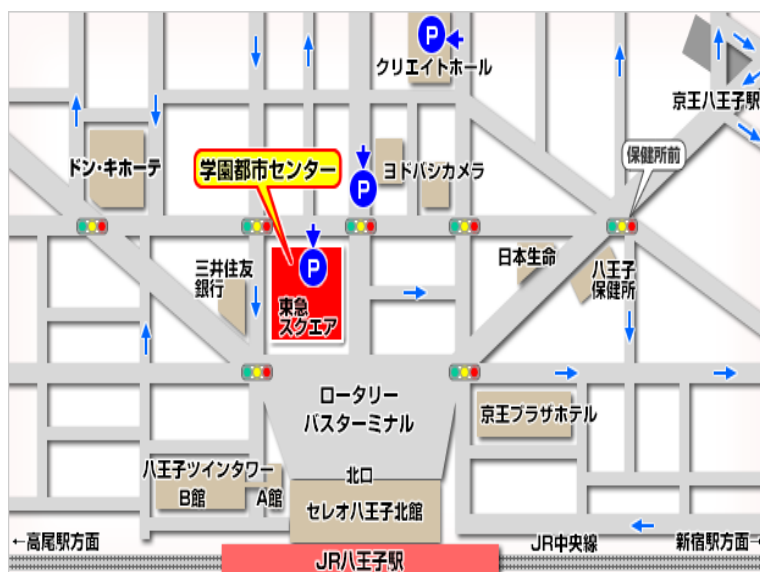 P
クリエイトホール
京王八王子駅
ドン・キホーテ
学園都市センター
P
ヨドバシカメラ
保健所前
P
東急
スクエア
三井住友
銀行
日本生命
八王子
保健所
ロータリー
バスターミナル
京王プラザホテル
八王子ツインタワー
B館
A館
北口
セレオ八王子北館
←高尾駅方面
JR八王子駅
JR中央線
新宿駅方面→